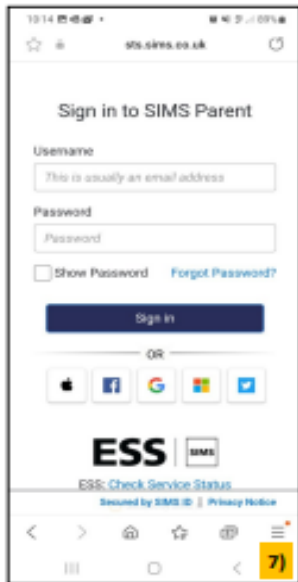 10:14
89%
sts.sims.co.uk
Sign in to SIMS Parent
Username
This is usually an email address
Password
Password
Show Password Forgot Password?
Sign in
OR
ESS SIMS
ESS: Check Service Status
Secured by SIMS ID | Privacy Notice
7)